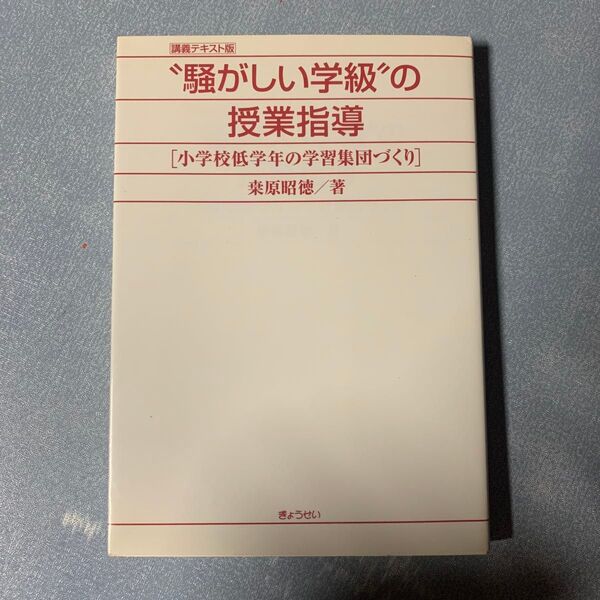 講義テキスト版
〝騒がしい学級〟の
授業指導
[小学校低学年の学習集団づくり]
桒原昭徳／著
ぎょうせい